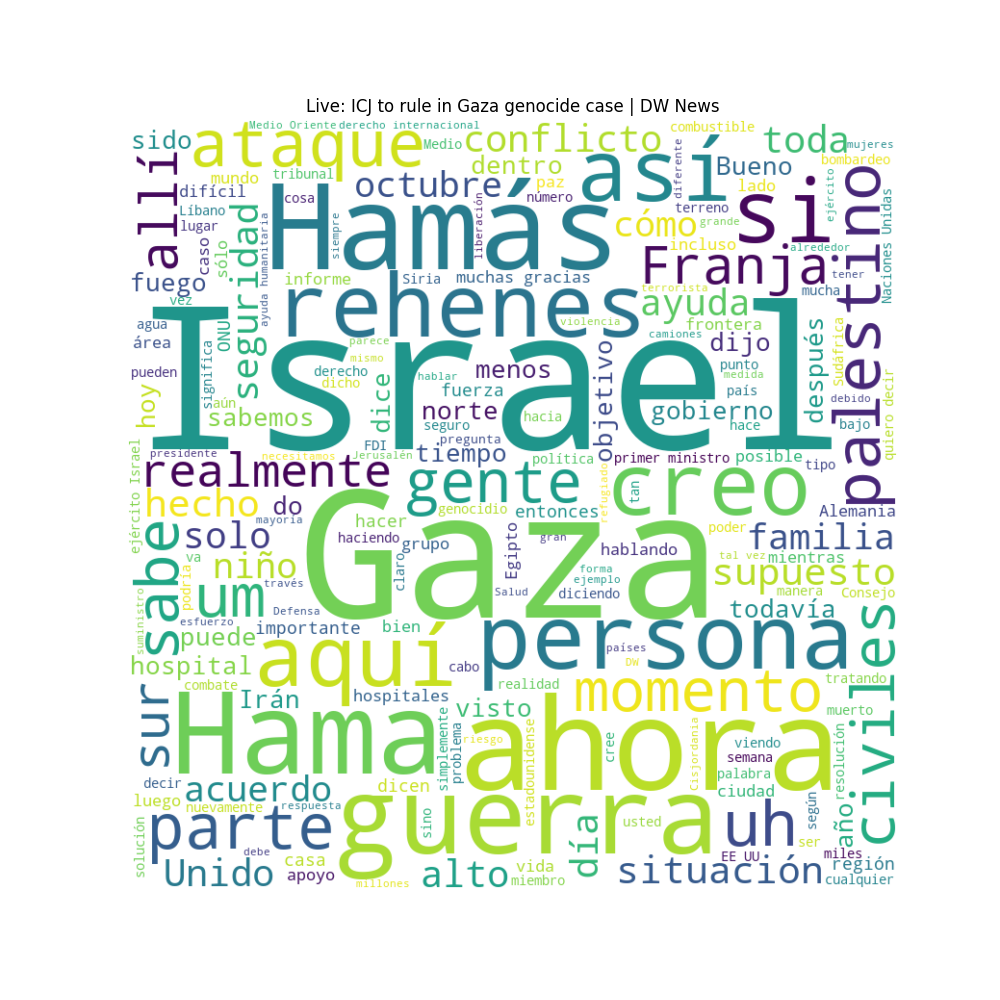 Live: ICJ to rule in Gaza genocide case | DW News
Medio Oriente
derecho internacional
combustible
sido
ataque
Medio
conflicto
toda
mujeres
allí
mundo
tribunal
dentro
así
diferente
Bueno
bombardeo
difícil
cosa
octubre
paz
número
lado
si
ejército
Líbano
lugar
seguridad
ayuda humanitaria
Hamás
siempre
liberación
cómo
terreno
grande
palestino
Naciones Unidas
caso
sólo
incluso
alrededor
fuego
informe
Siria
muchas gracias
Franja
tener
vez
rehenes
terrorista
mucha
ayuda
agua
ONU
Israel
violencia
frontera
camiones
después
Sudáfrica
área
parece
dijo
mismo
menos
objetivo
punto
pueden
significa
derecho
hablar
medida
hoy
dicho
dice
fuerza
país
debido
quiero decir
aún
norte
hacia
gobierno
sabemos
seguro
hace
bajo
FDI
pregunta
presidente
necesitamos
Jerusalén
tiempo
política
primer ministro
posible
tipo
ejército Israel
realmente
gente
refugiado
tan
creo
hecho
do
genocidio
entonces
Alemania
mayoría
hacer
Gaza
poder
solo
haciendo
grupo
Egipto
gran
hablando
familia
sabe
va
niño
claro
tal vez
mientras
podría
través
forma
ejemplo
supuesto
suministro
um
Salud
diciendo
manera
Consejo
Defensa
todavía
esfuerzo
importante
bien
persona
civiles
puede
aquí
países
hospital
cabo
DW
combate
realidad
momento
tratando
sur
Irán
hospitales
Hama
visto
ahora
muerto
simplemente
problema
riesgo
estadounidense
cree
Cisjordania
viendo
resolución
semana
decir
acuerdo
dicen
palabra
luego
nuevamente
respuesta
guerra
ciudad
según
año
parte
sino
día
usted
uh
solución
ser
debe
casa
EE UU
miles
Unido
apoyo
alto
vida
situación
región
millones
miembro
cualquier